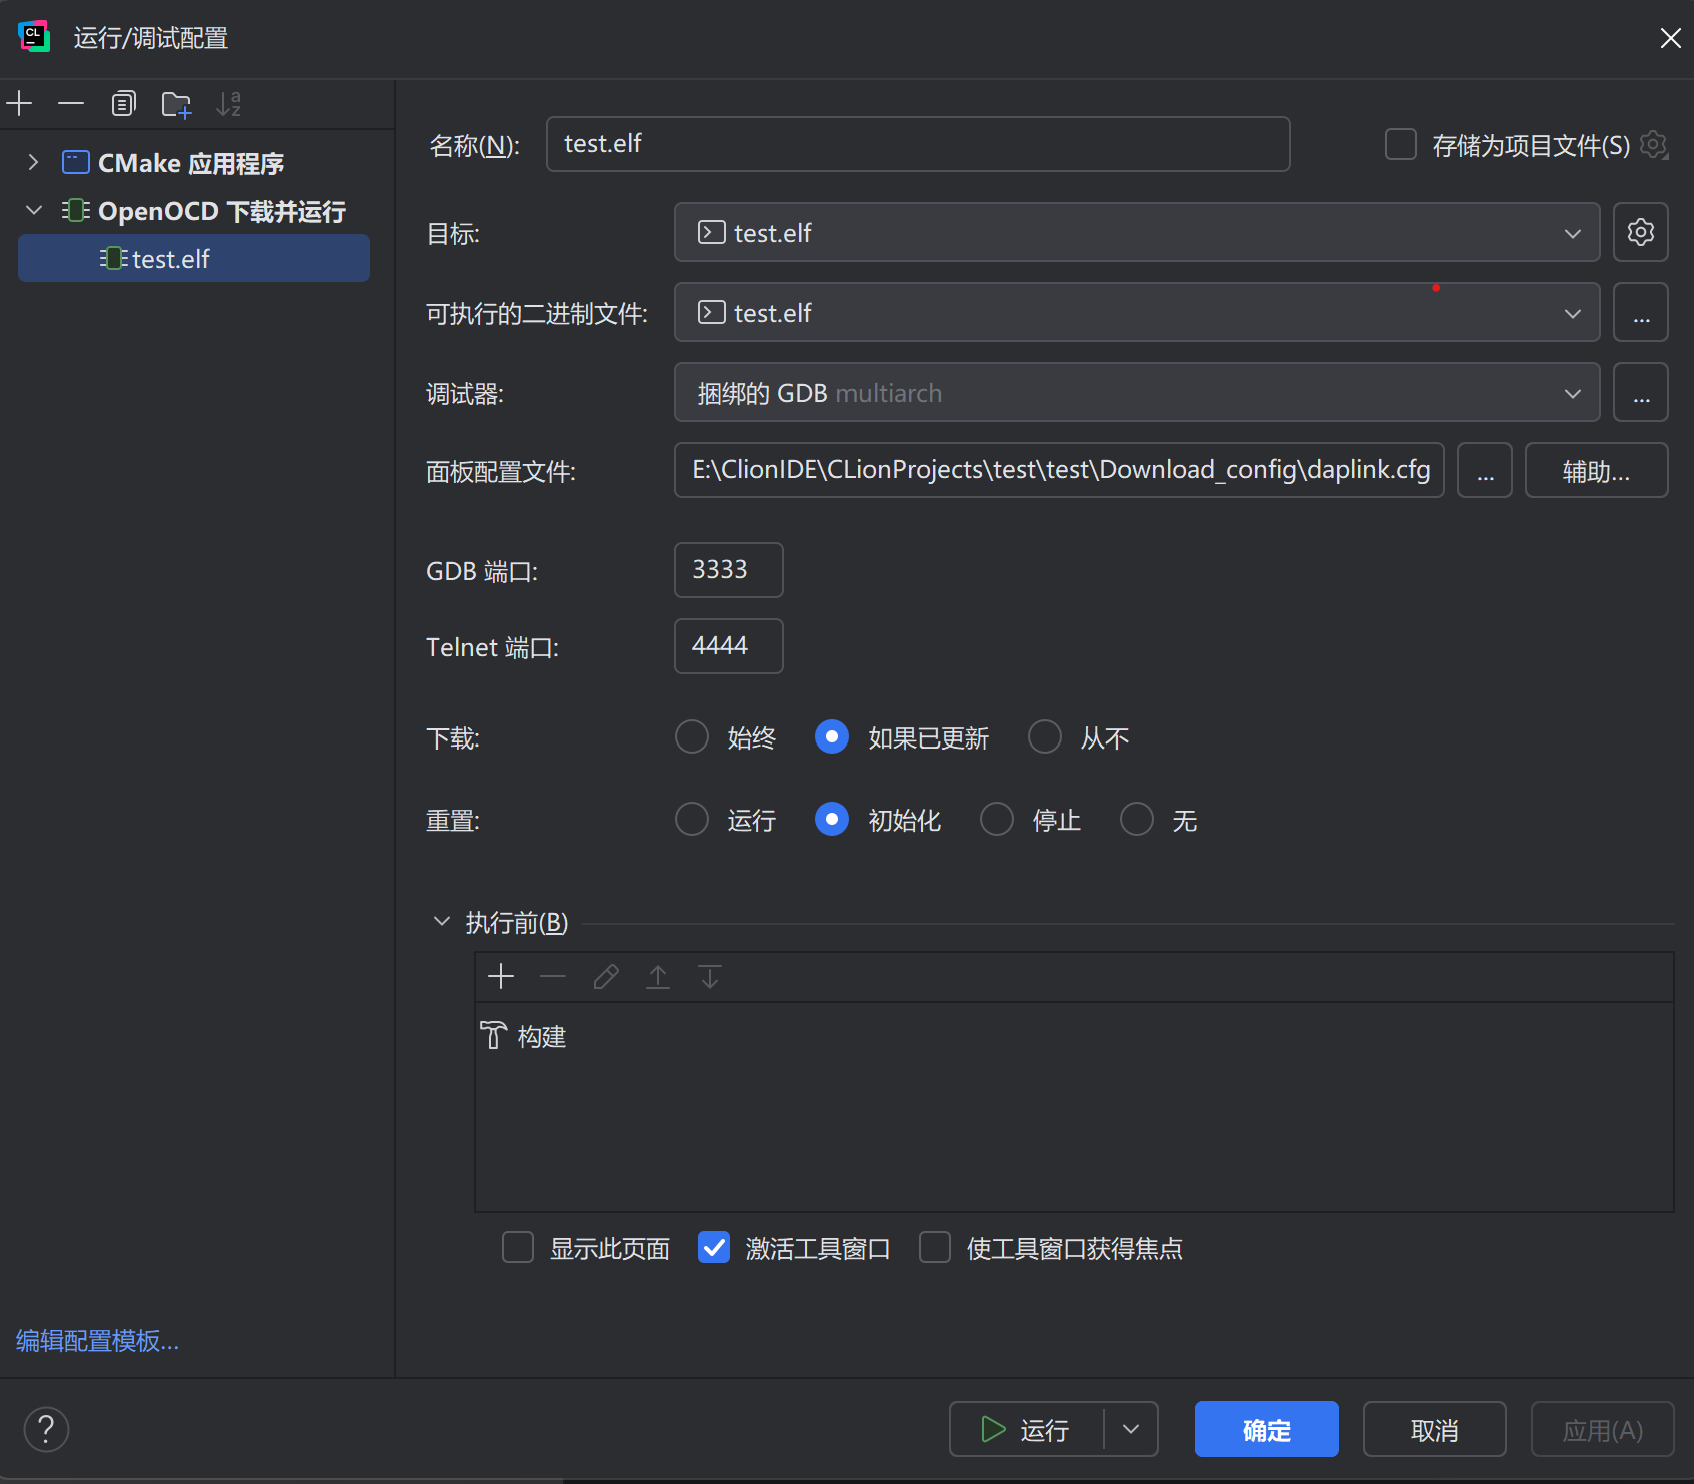 运行/调试配置
CMake 应用程序
OpenOCD 下载并运行
test.elf
编辑配置模板...
名称(N): test.elf 存储为项目文件(S)
目标: test.elf
可执行的二进制文件: test.elf ...
调试器: 捆绑的 GDB multiarch ...
面板配置文件: E:\ClionIDE\CLionProjects\test\test\Download_config\daplink.cfg ... 辅助...
GDB 端口: 3333
Telnet 端口: 4444
下载: 始终 如果已更新 从不
重置: 运行 初始化 停止 无
执行前(B)
构建
显示此页面 激活工具窗口 使工具窗口获得焦点
? 运行 确定 取消 应用(A)